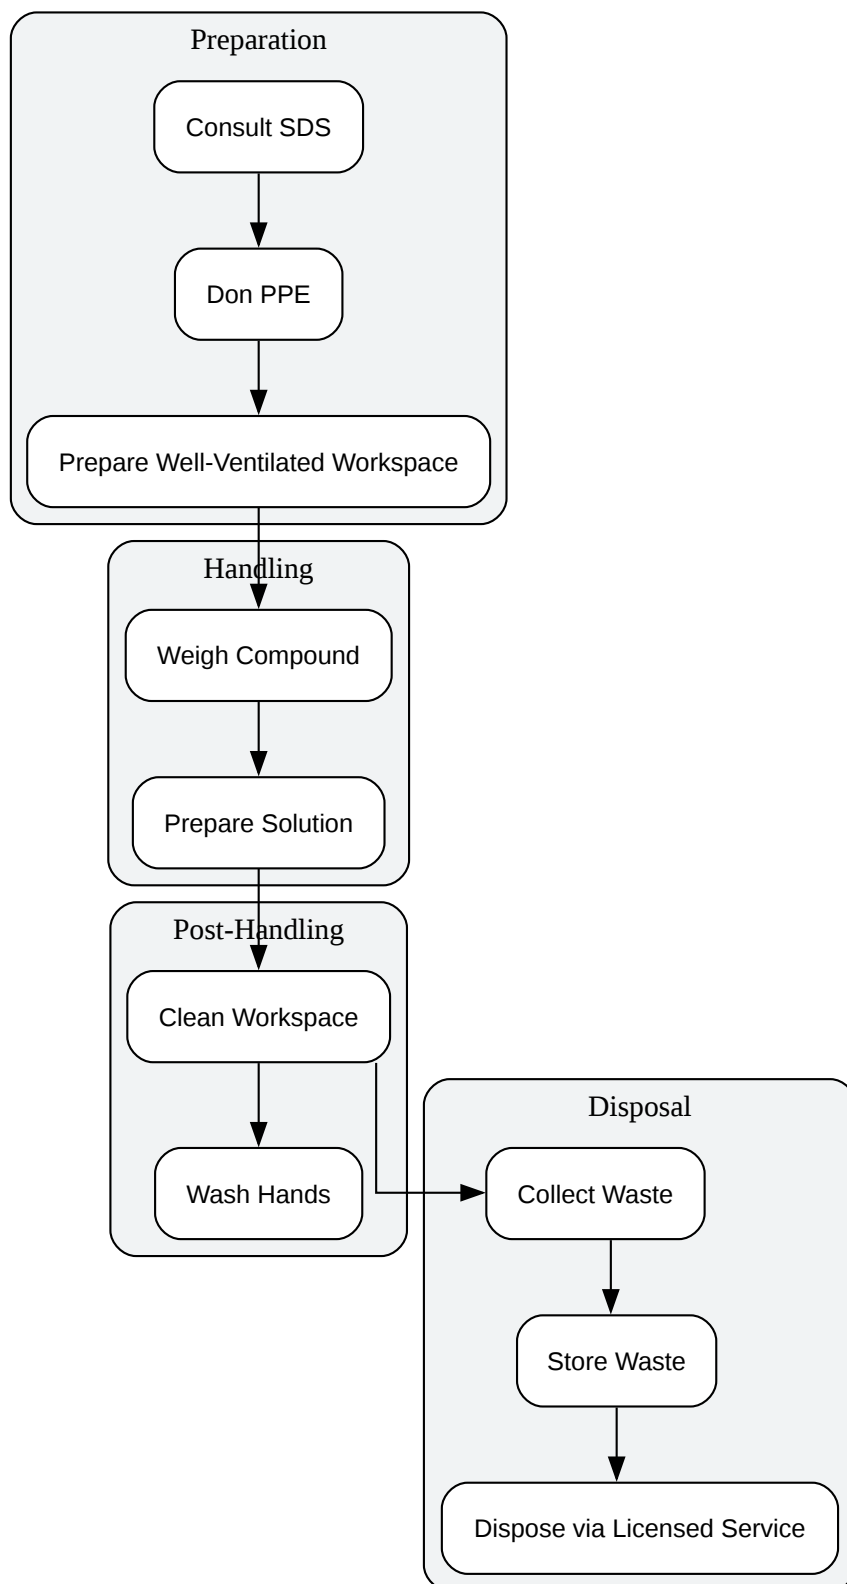 Preparation
Consult SDS
Don PPE
Prepare Well-Ventilated Workspace
Handling
Weigh Compound
Prepare Solution
Post-Handling
Clean Workspace
Wash Hands
Disposal
Collect Waste
Store Waste
Dispose via Licensed Service